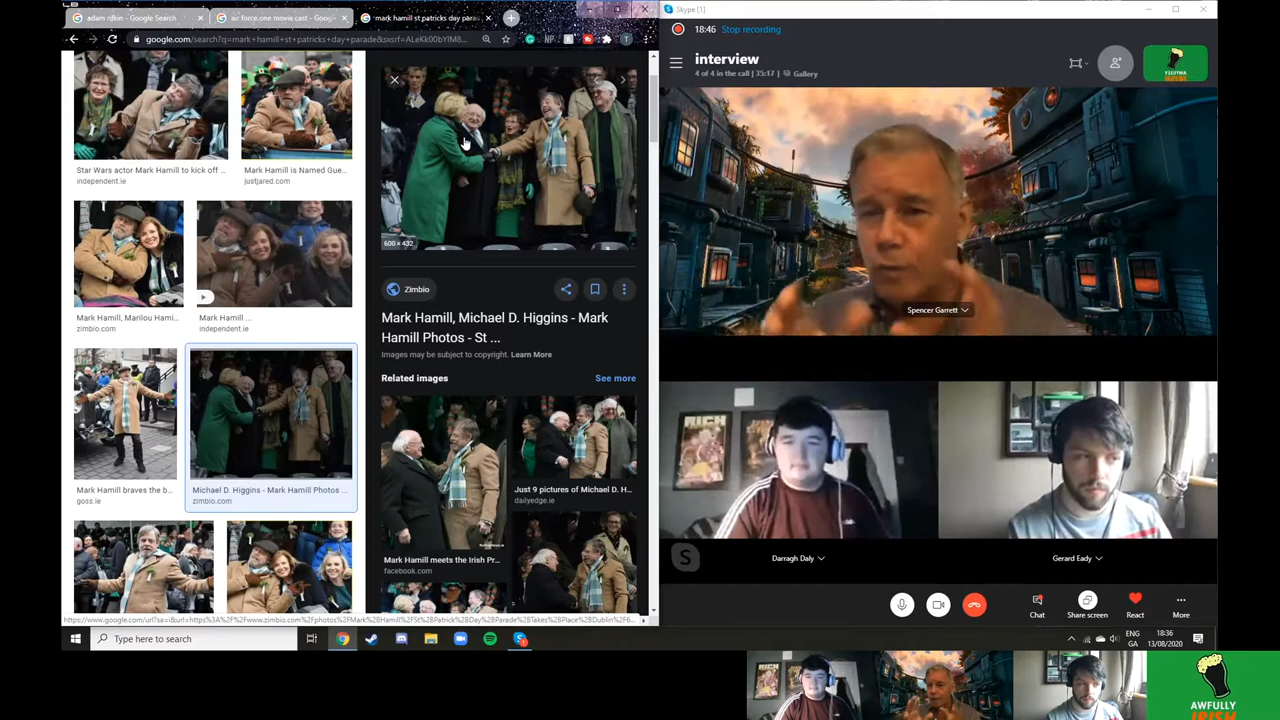 adam rifkin - Google Search
air force.one movie cast - Googl
mark hamill st patricks day para
google.com/search?q=mark+hamill+st+patricks+day+parade&sxsrf=ALeKk00bYlM8...
Star Wars actor Mark Hamill to kick off ...
independent.ie
Mark Hamill is Named Gue...
justjared.com
Mark Hamill, Marilou Hami...
zimbio.com
Mark Hamill ...
independent.ie
Mark Hamill braves the b...
goss.ie
Michael D. Higgins - Mark Hamill Photos ...
zimbio.com
600 × 432
Zimbio
Mark Hamill, Michael D. Higgins - Mark
Hamill Photos - St ...
Images may be subject to copyright. Learn More
Related images
See more
Mark Hamill meets the Irish Pr...
facebook.com
Just 9 pictures of Michael D. H...
dailyedge.ie
Type here to search
Skype [1]
18:46 Stop recording
interview
4 of 4 in the call | 35:17 | Gallery
Spencer Garrett
RICH
Darragh Daly
Gerard Eady
Chat
Share screen
React
More
ENG
GA
18:36
13/08/2020
RICH
AWFULLY
IRISH